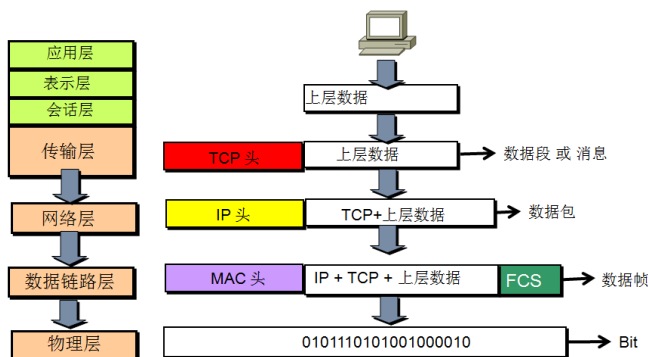 应用层
表示层
会话层
传输层
网络层
数据链路层
物理层
上层数据
TCP 头
上层数据
数据段 或 消息
IP 头
TCP+上层数据
数据包
MAC 头
IP + TCP + 上层数据
FCS
数据帧
0101110101001000010
Bit